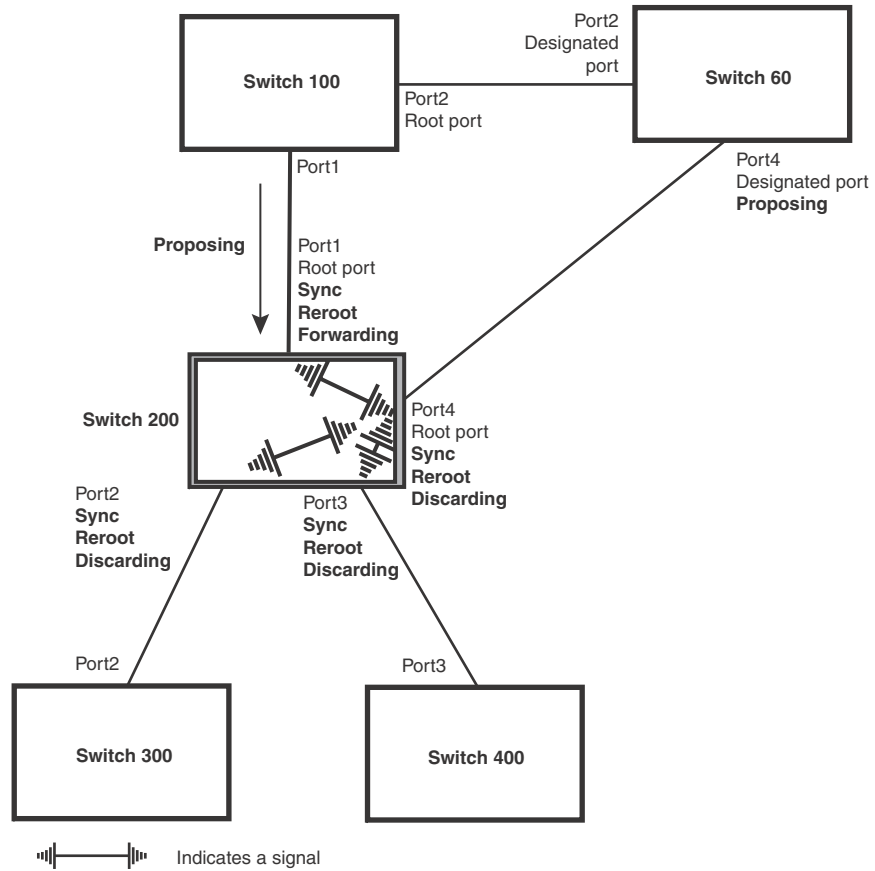 Port2
Designated
port
Switch 100
Switch 60
Port2
Root port
Port1
Port4
Designated port
Proposing
Proposing
Port1
Root port
Sync
Reroot
Forwarding
Switch 200
Port4
Root port
Sync
Reroot
Discarding
Port2
Sync
Reroot
Discarding
Port3
Sync
Reroot
Discarding
Port2
Port3
Switch 300
Switch 400
Indicates a signal